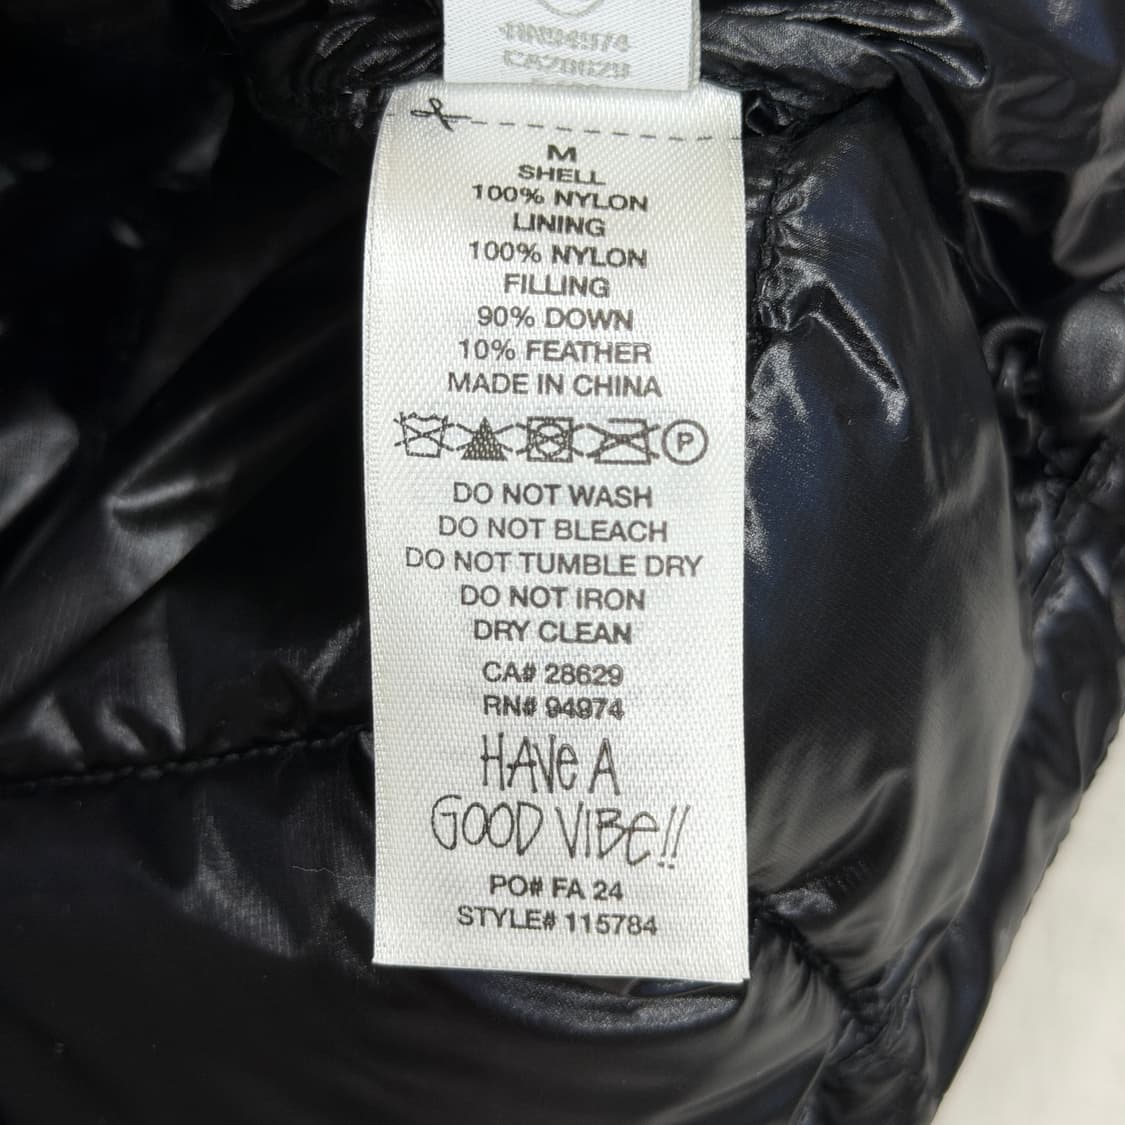 M
SHELL
100% NYLON
LINING
100% NYLON
FILLING
90% DOWN
10% FEATHER
MADE IN CHINA
P
DO NOT WASH
DO NOT BLEACH
DO NOT TUMBLE DRY
DO NOT IRON
DRY CLEAN
CA# 28629
RN# 94974
HAVE A
GOOD VIBE!!
PO# FA 24
STYLE# 115784